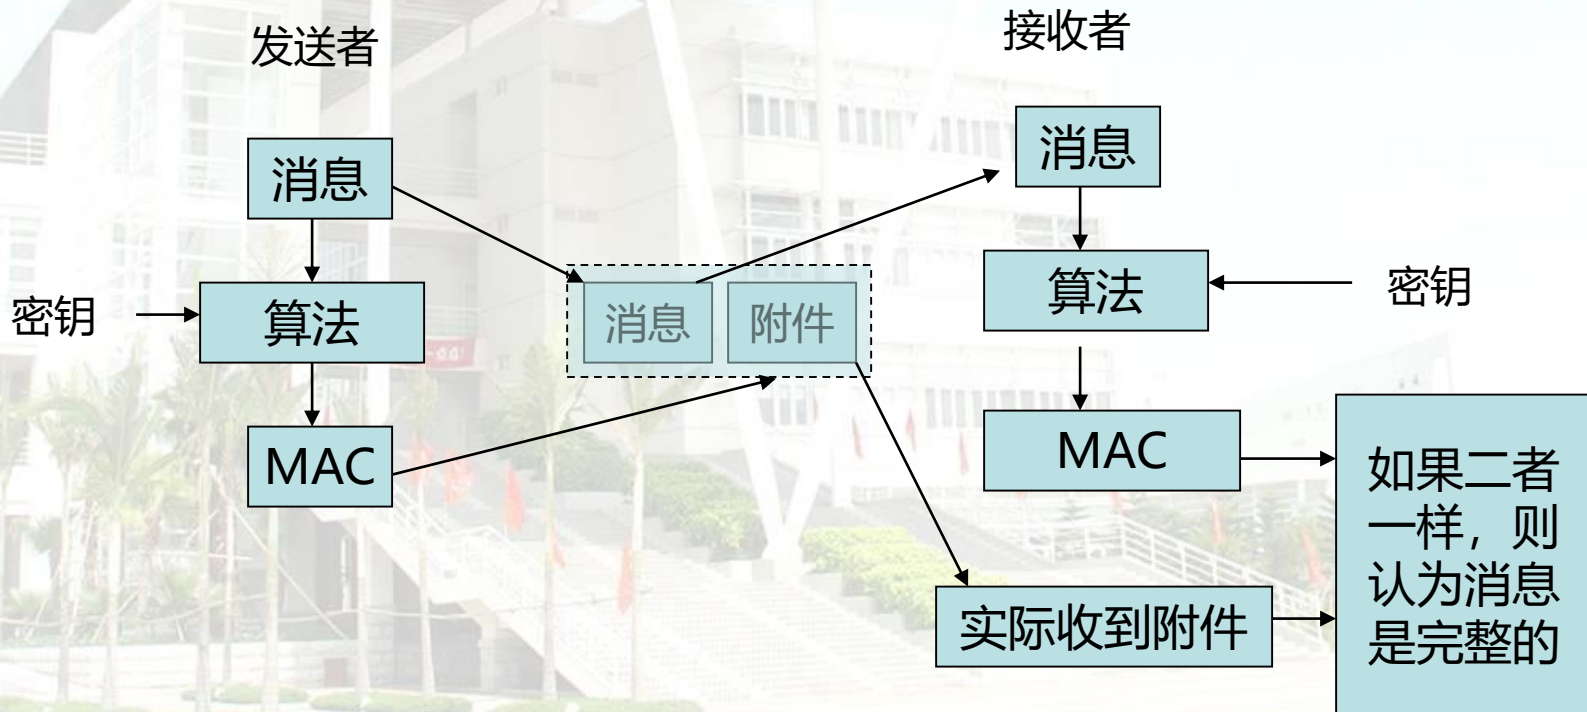 发送者
接收者
消息
消息
密钥
算法
消息
附件
算法
密钥
MAC
MAC
实际收到附件
如果二者
一样，则
认为消息
是完整的